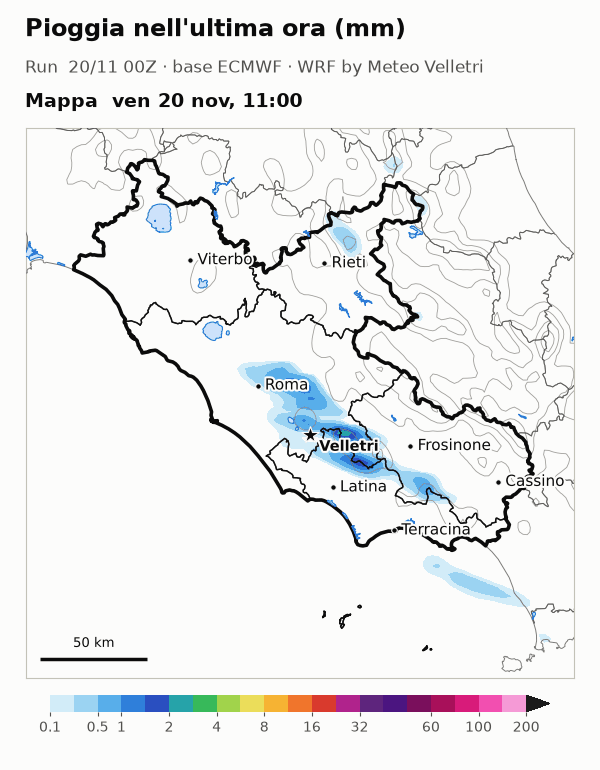 Pioggia nell'ultima ora (mm)
Run 20/11 00Z · base ECMWF · WRF by Meteo Velletri
Mappa ven 20 nov, 11:00
Viterbo
Rieti
Roma
Velletri
Frosinone
Latina
Cassino
Terracina
50 km
0.1 0.5 1 2 4 8 16 32 60 100 200